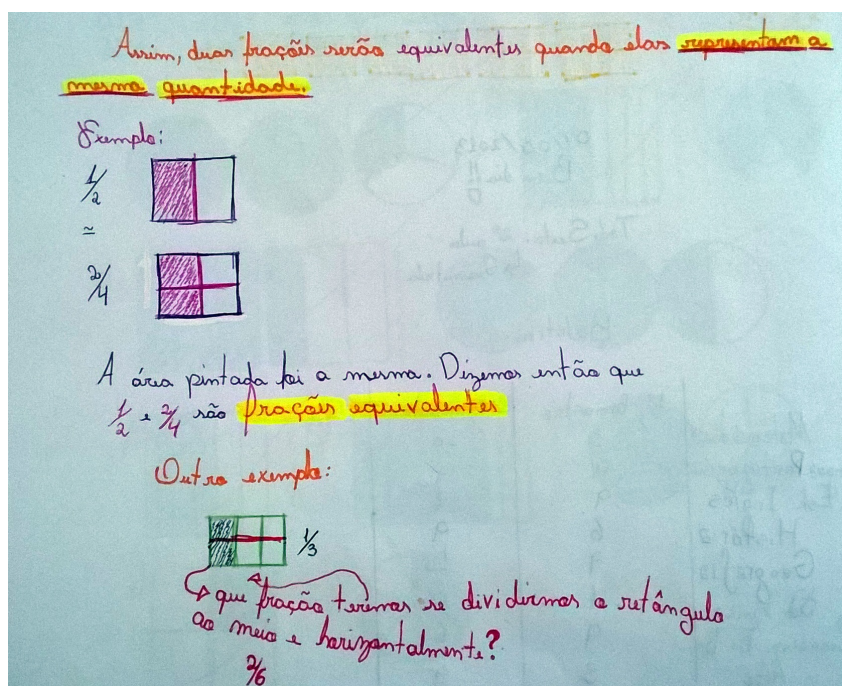 Assim, duas frações serão equivalentes quando elas representam a
mesma quantidade.
Exemplo:
1/2
≃
2/4
A área pintada foi a mesma. Dizemos então que
1/2 e 2/4 são frações equivalentes
Outro exemplo:
1/3
que fração teremos se dividirmos o retângulo
ao meio e horizontalmente?
2/6